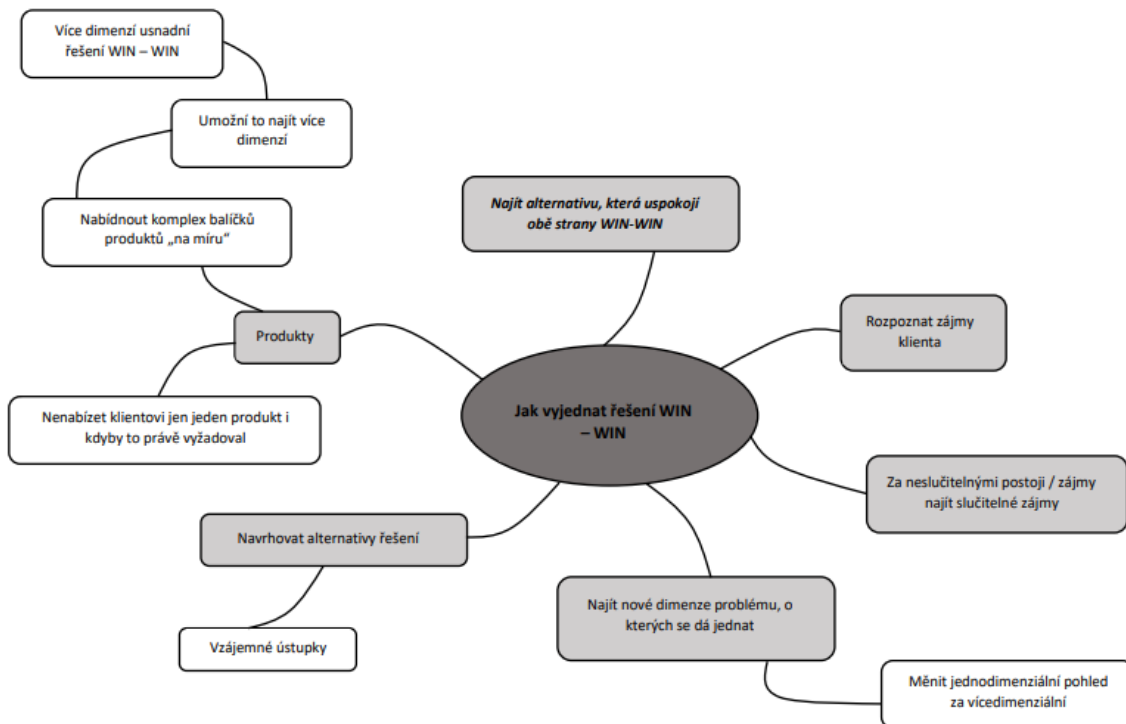 Více dimenzí usnadní
řešení WIN – WIN
Umožní to najít více
dimenzí
Nabídnout komplex balíčků
produktů „na míru“
Najít alternativu, která uspokojí
obě strany WIN-WIN
Produkty
Rozpoznat zájmy
klienta
Nenabízet klientovi jen jeden produkt i
kdyby to právě vyžadoval
Jak vyjednat řešení WIN
– WIN
Za neslučitelnými postoji / zájmy
najít slučitelné zájmy
Navrhovat alternativy řešení
Najít nové dimenze problému, o
kterých se dá jednat
Vzájemné ústupky
Měnit jednodimenziální pohled
za vícedimenziální